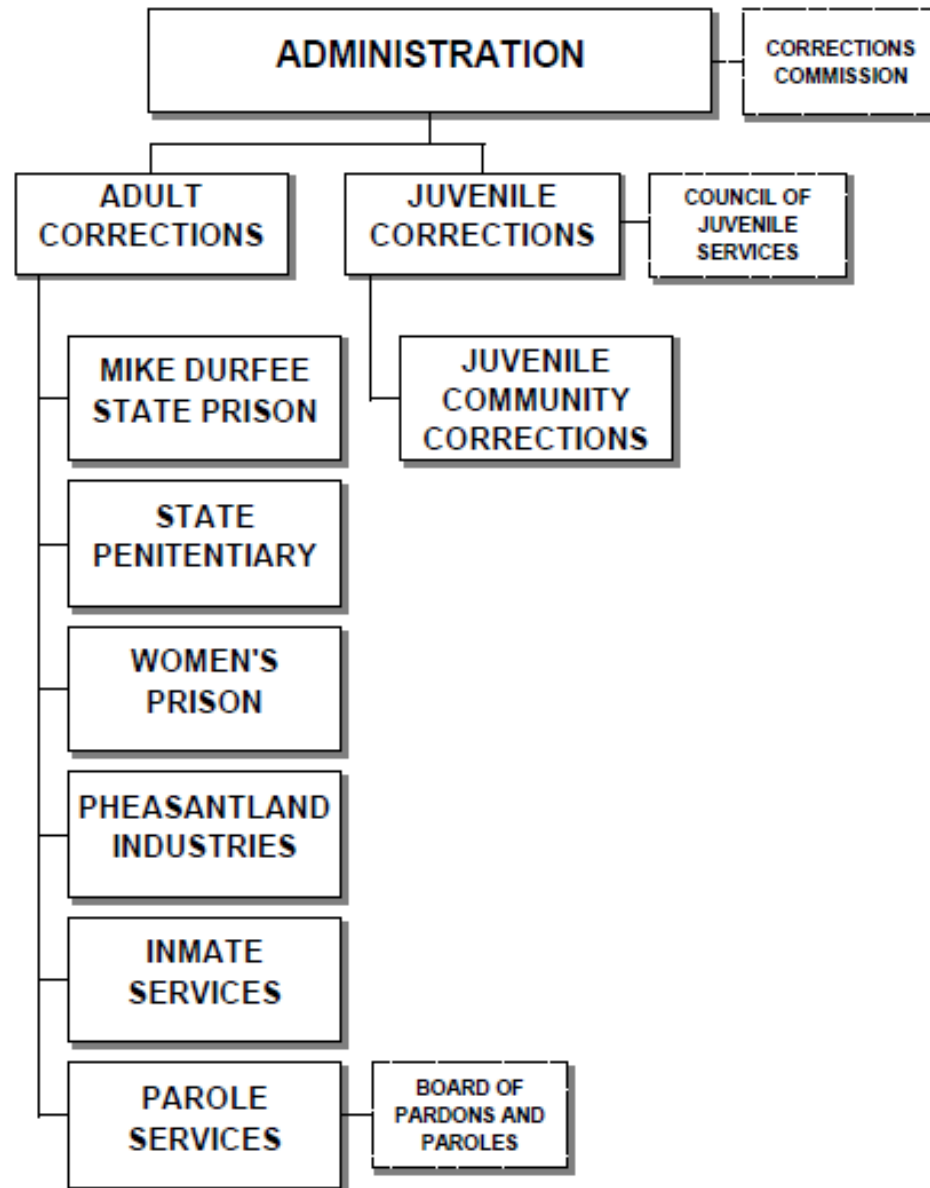 ADMINISTRATION
CORRECTIONS
COMMISSION
ADULT
CORRECTIONS
JUVENILE
CORRECTIONS
COUNCIL OF
JUVENILE
SERVICES
MIKE DURFEE
STATE PRISON
JUVENILE
COMMUNITY
CORRECTIONS
STATE
PENITENTIARY
WOMEN'S
PRISON
PHEASANTLAND
INDUSTRIES
INMATE
SERVICES
PAROLE
SERVICES
BOARD OF
PARDONS AND
PAROLES